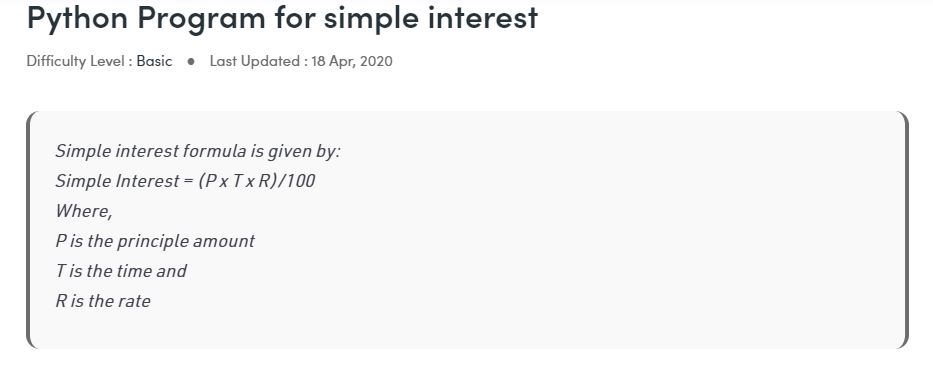 Python Program for simple interest
Difficulty Level : Basic ● Last Updated : 18 Apr, 2020
Simple interest formula is given by:
Simple Interest = (P x T x R)/100
Where,
P is the principle amount
T is the time and
R is the rate